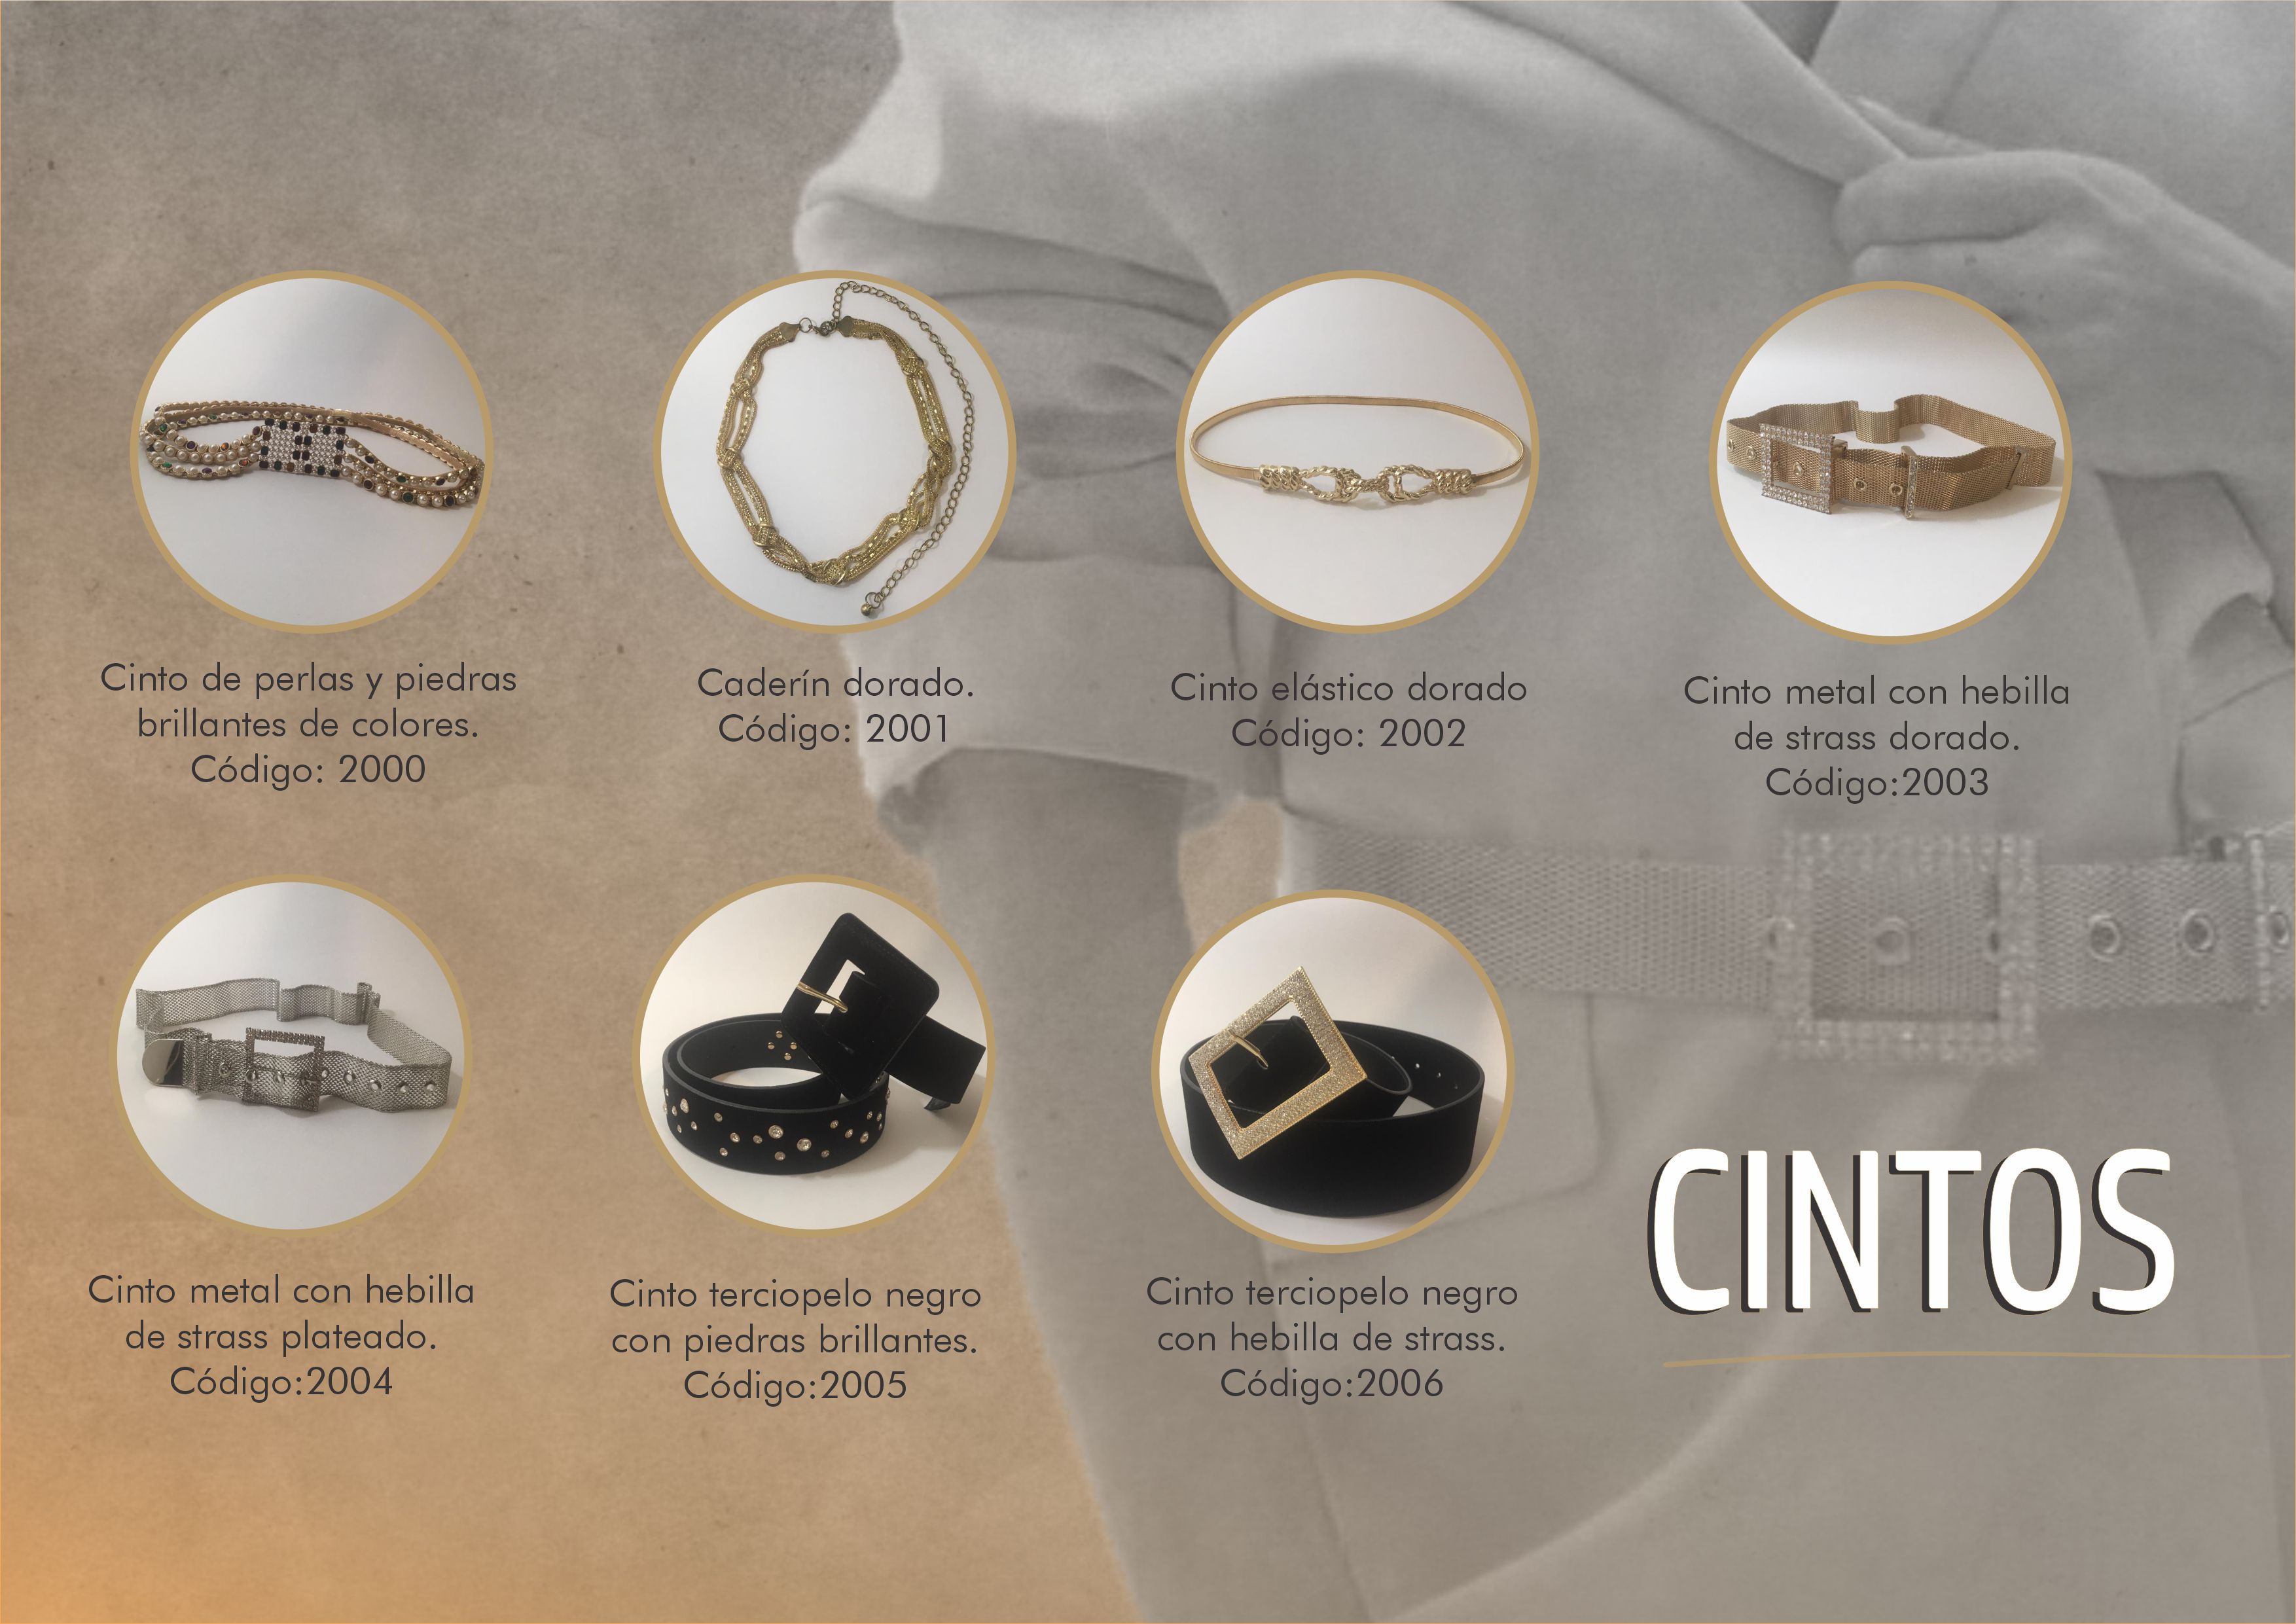 Cinto de perlas y piedras
brillantes de colores.
Código: 2000
Caderín dorado.
Código: 2001
Cinto elástico dorado
Código: 2002
Cinto metal con hebilla
de strass dorado.
Código:2003
Cinto metal con hebilla
de strass plateado.
Código:2004
Cinto terciopelo negro
con piedras brillantes.
Código:2005
Cinto terciopelo negro
con hebilla de strass.
Código:2006
CINTOS